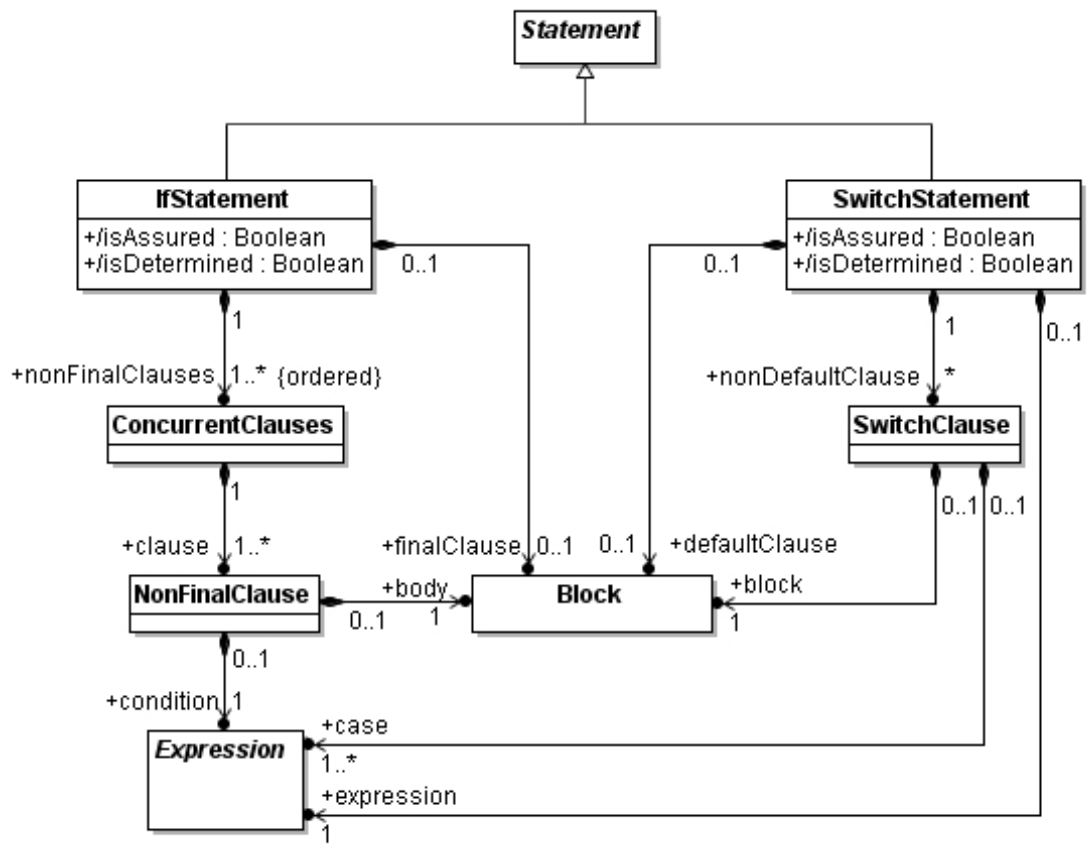 Statement
IfStatement
+/isAssured : Boolean
+/isDetermined : Boolean
0..1
SwitchStatement
+/isAssured : Boolean
+/isDetermined : Boolean
0..1
1
1
0..1
+nonFinalClauses 1..* {ordered}
+nonDefaultClause *
ConcurrentClauses
SwitchClause
1
0..1 0..1
+clause 1..*
+finalClause 0..1
0..1 +defaultClause
NonFinalClause
0..1
+body
1
Block
+block
1
0..1
+condition 1
Expression
+case
1..*
+expression
1